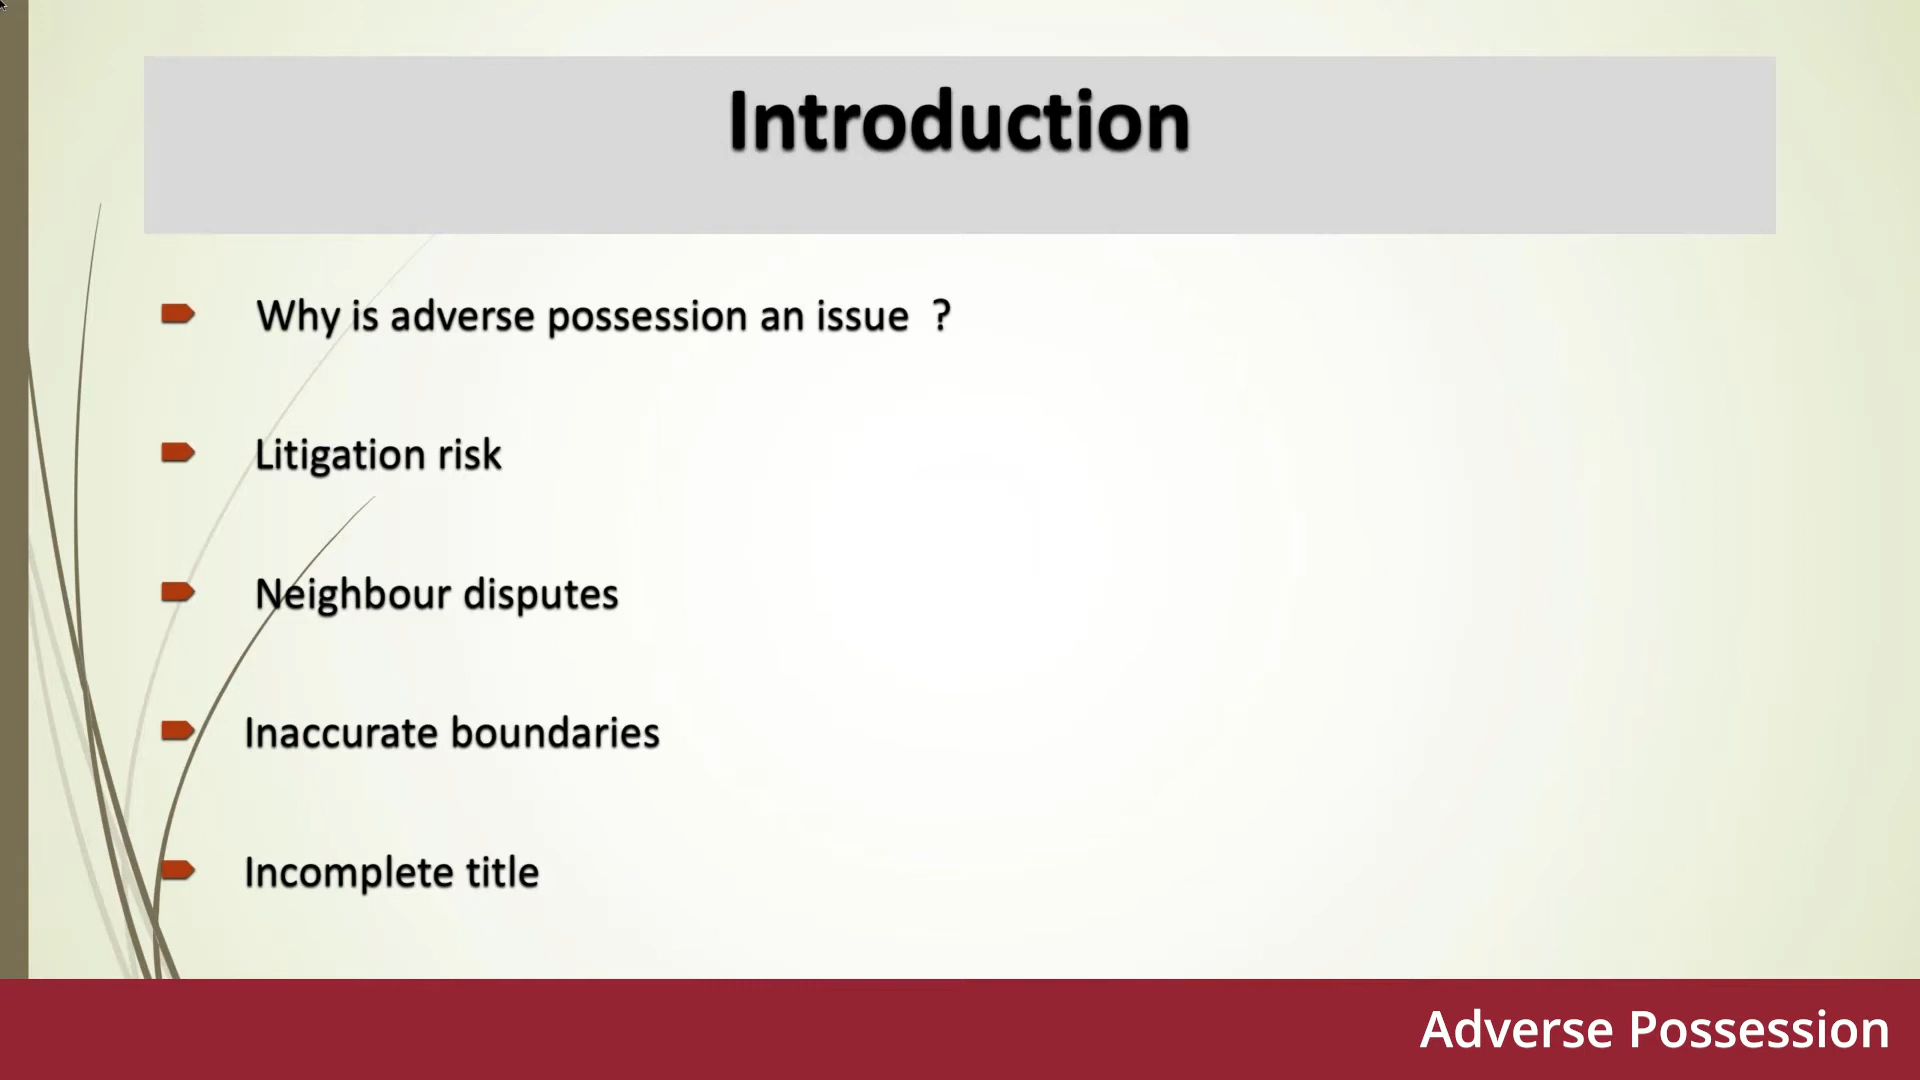 Introduction
Why is adverse possession an issue  ?
Litigation risk
Neighbour disputes
Inaccurate boundaries
Incomplete title
Adverse Possession